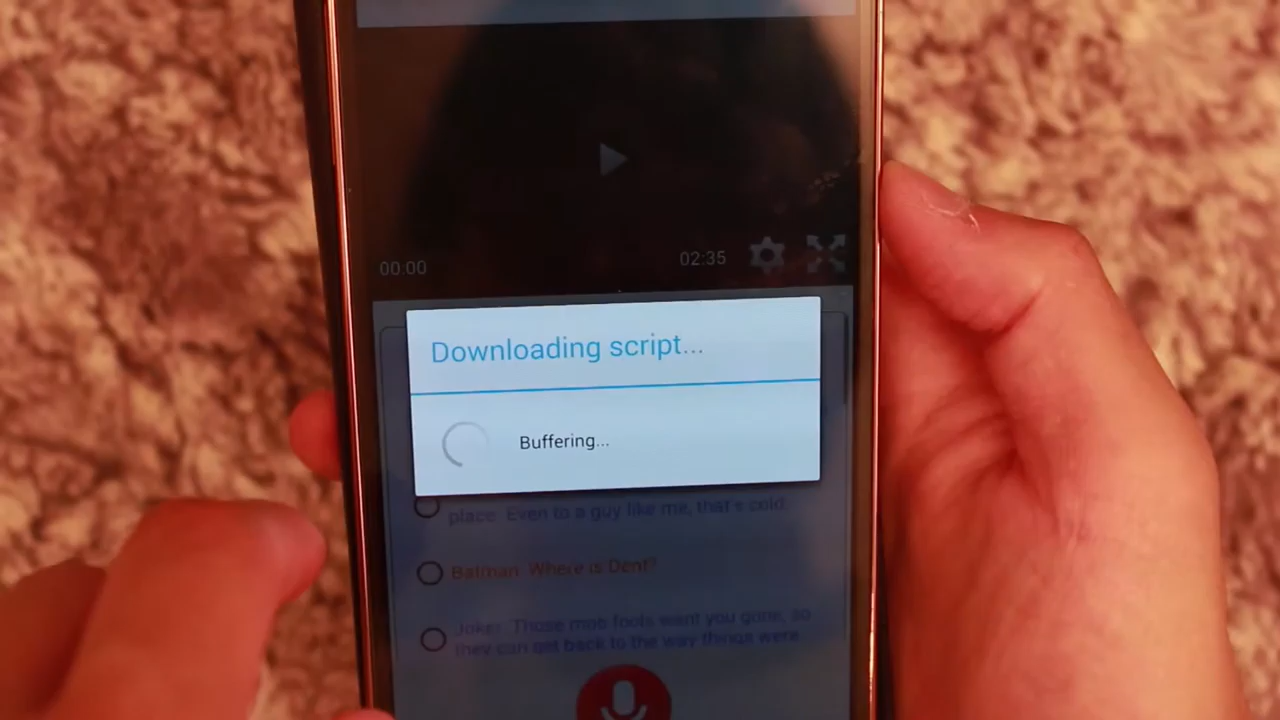 00:00
02:35
Downloading script...
Buffering...
place. Even to a guy like me, that's cold.
Batman: Where is Dent?
Joker: Those mob fools want you gone, so
they can get back to the way things were.